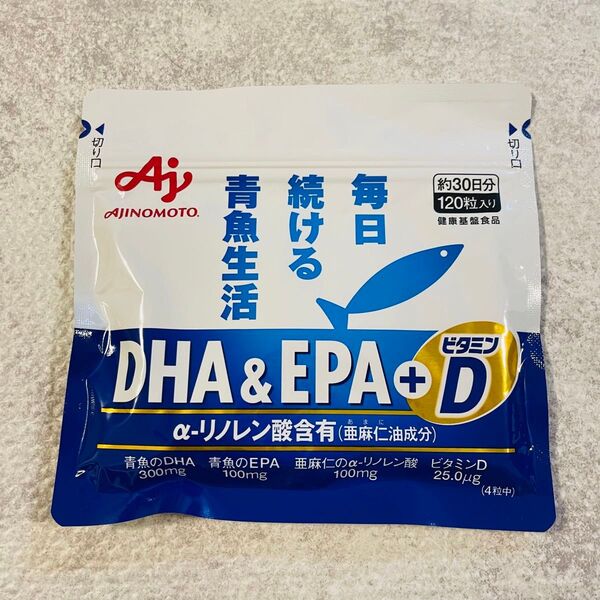 切り口
切り口
Aj
AJINOMOTO®
毎日
続ける
青魚生活
約30日分
120粒入り
健康基盤食品
DHA & EPA + ビタミンD
α-リノレン酸含有(亜麻仁油成分)
あまに
青魚のDHA 青魚のEPA 亜麻仁のα-リノレン酸 ビタミンD
300mg 100mg 100mg 25.0μg
(4粒中)